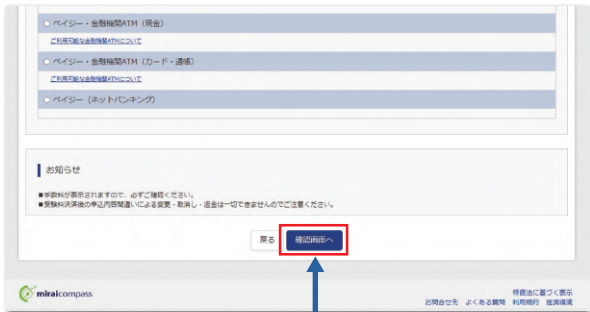 ペイジー・金融機関ATM（現金）
ご利用可能な金融機関ATMについて
ペイジー・金融機関ATM（カード・通帳）
ご利用可能な金融機関ATMについて
ペイジー（ネットバンキング）
お知らせ
■手数料が表示されますので、必ずご確認ください。
■受験料決済後の申込内容間違いによる変更・取消し・返金は一切できませんのでご注意ください。
戻る 確認画面へ
miraicompass
特商法に基づく表示
お問合せ先 よくある質問 利用規約 推奨環境